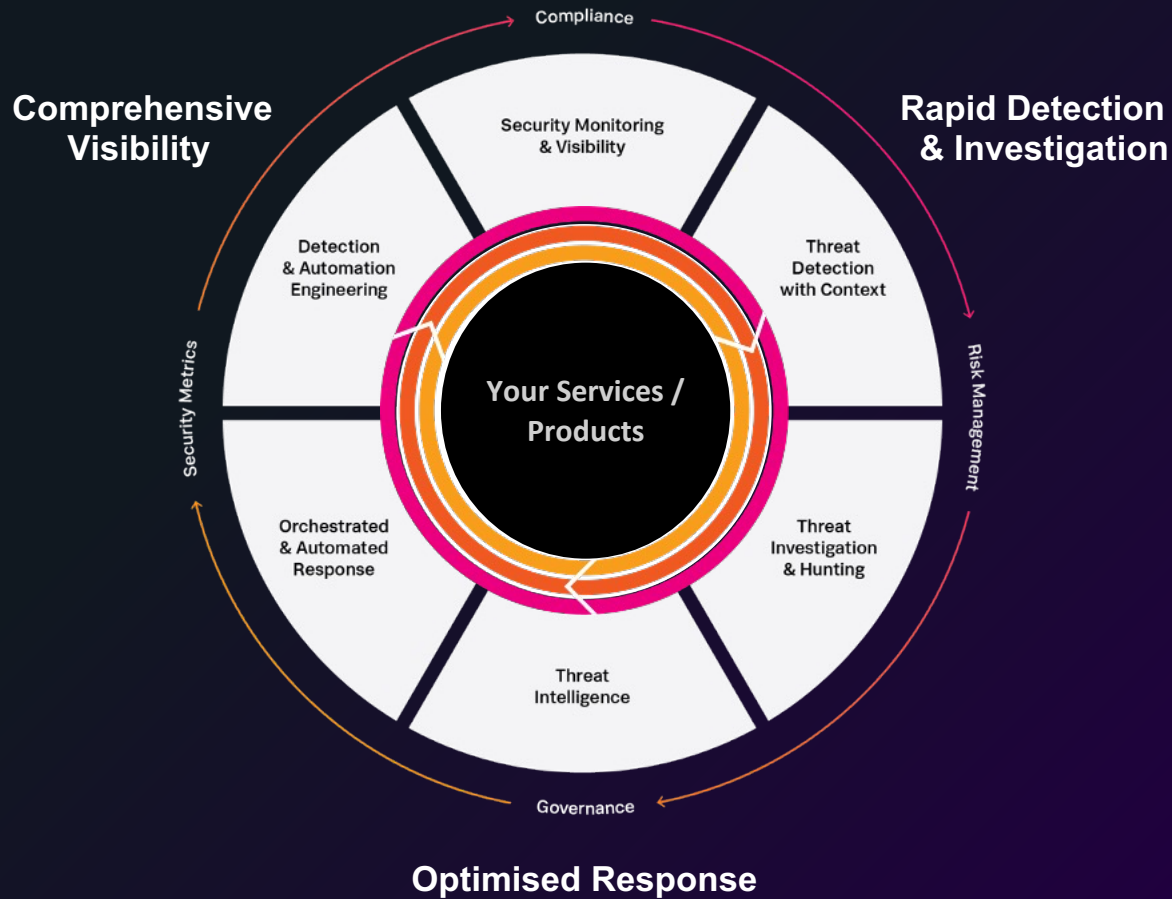 Compliance
Comprehensive
Visibility
Rapid Detection
& Investigation
Security Monitoring
& Visibility
Detection
& Automation
Engineering
Threat
Detection
with Context
Security Metrics
Your Services /
Products
Risk Management
Orchestrated
& Automated
Response
Threat
Investigation
& Hunting
Threat
Intelligence
Governance
Optimised Response